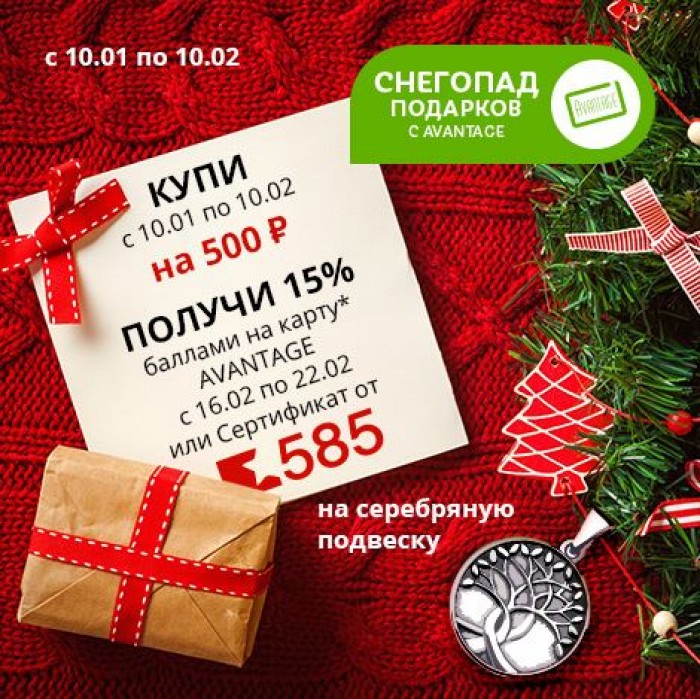 с 10.01 по 10.02
СНЕГОПАД
ПОДАРКОВ
С AVANTAGE
AVANTAGE
КУПИ
с 10.01 по 10.02
на 500 ₽
ПОЛУЧИ 15%
баллами на карту*
AVANTAGE
с 16.02 по 22.02
или Сертификат от
585
на серебряную
подвеску